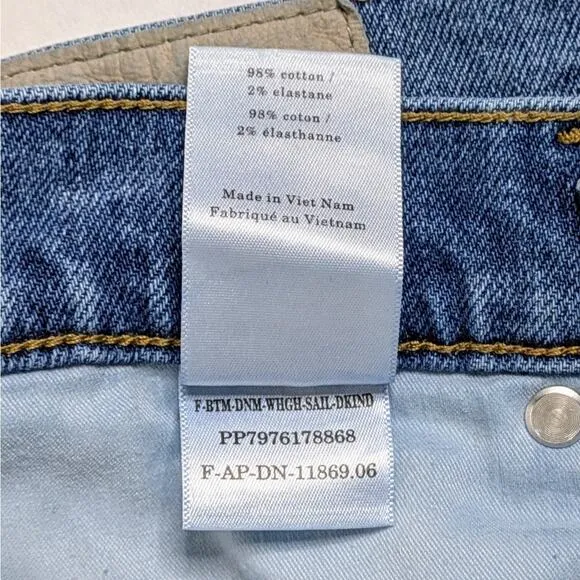 98% cotton /
2% elastane
98% coton /
2% élasthanne
Made in Viet Nam
Fabriqué au Vietnam
F-BTM-DNM-WHGH-SAIL-DKIND
PP7976178868
F-AP-DN-11869.06